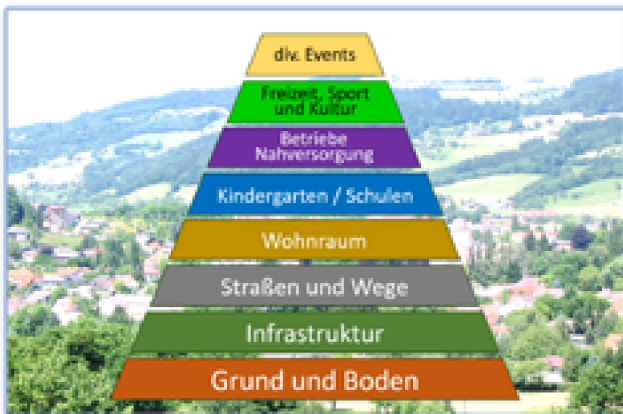 div. Events
Freizeit, Sport
und Kultur
Betriebe
Nahversorgung
Kindergarten / Schulen
Wohnraum
Straßen und Wege
Infrastruktur
Grund und Boden